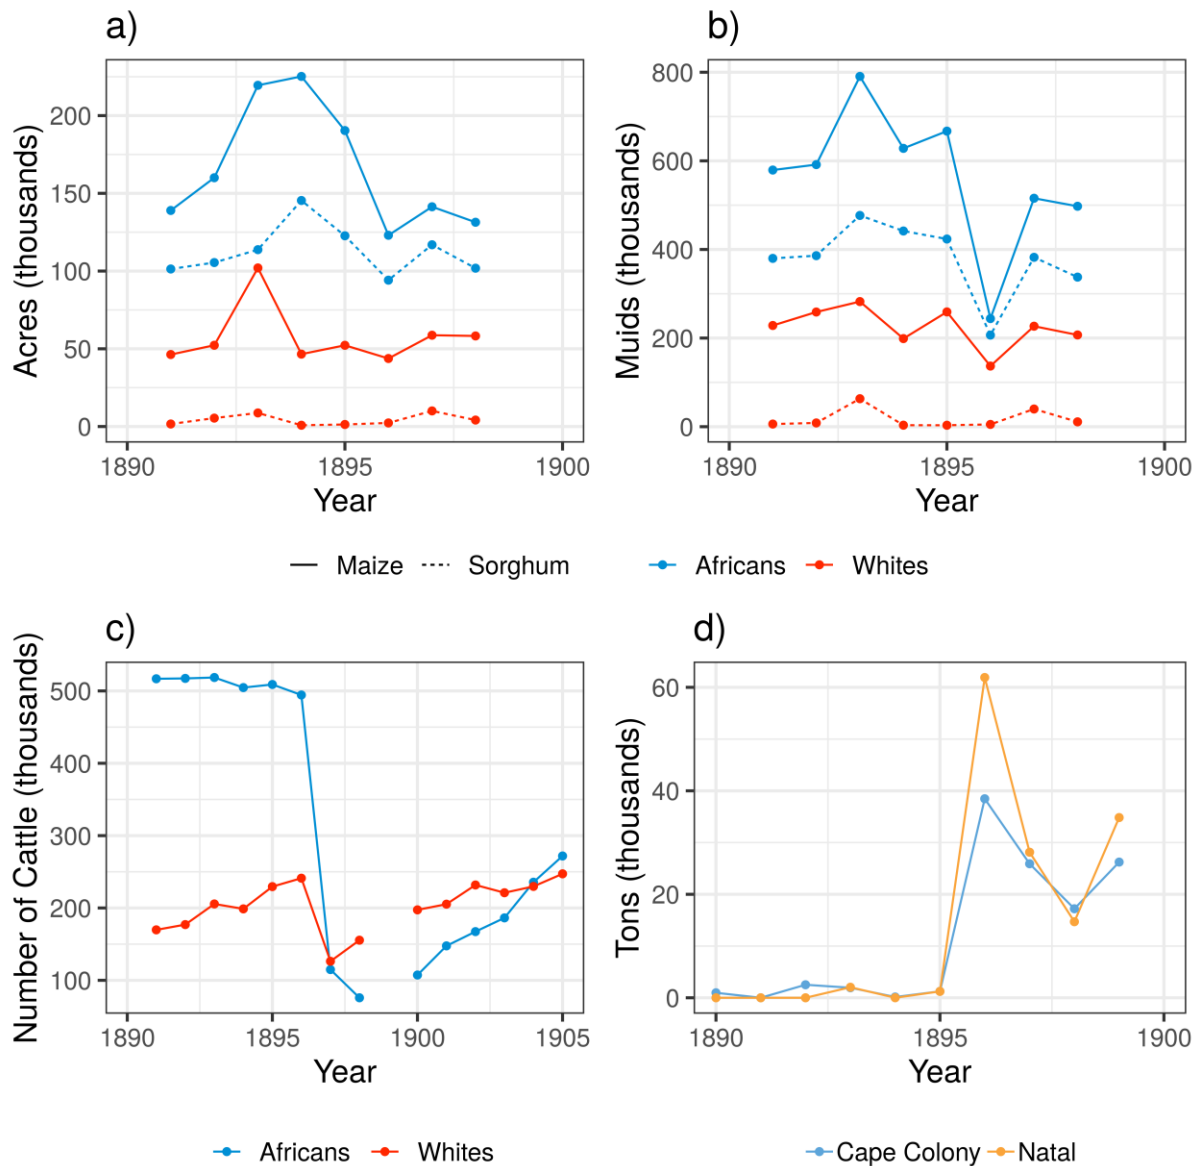 a)
b)
Acres (thousands)
200
150
100
50
0
1890
1895
1900
Year
Muids (thousands)
800
600
400
200
0
1890
1895
1900
Year
Maize Sorghum Africans Whites
c)
d)
Number of Cattle (thousands)
500
400
300
200
100
1890
1895
1900
1905
Year
Tons (thousands)
60
40
20
0
1890
1895
1900
Year
Africans Whites
Cape Colony Natal